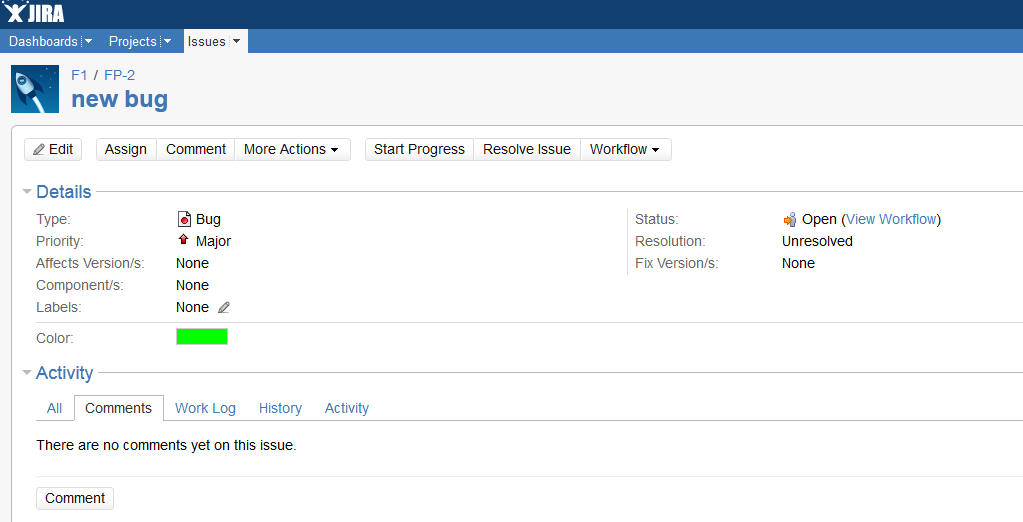 JIRA
Dashboards Projects Issues
F1 / FP-2
new bug
Edit Assign Comment More Actions Start Progress Resolve Issue Workflow
Details
Type: Bug Status: Open (View Workflow)
Priority: Major Resolution: Unresolved
Affects Version/s: None Fix Version/s: None
Component/s: None
Labels: None
Color:
Activity
All Comments Work Log History Activity
There are no comments yet on this issue.
Comment